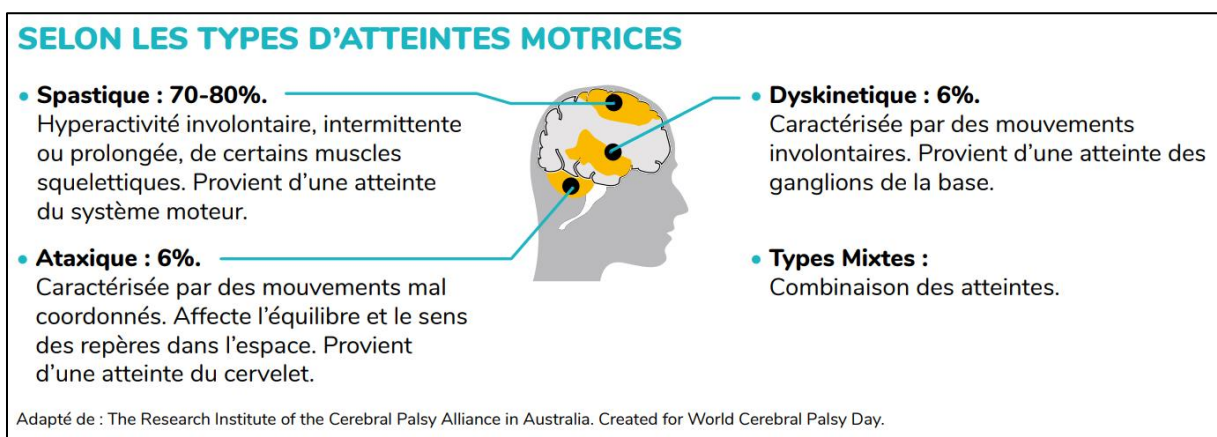 SELON LES TYPES D'ATTEINTES MOTRICES
• Spastique : 70-80%.
Hyperactivité involontaire, intermittente
ou prolongée, de certains muscles
squelettiques. Provient d'une atteinte
du système moteur.
• Ataxique : 6%.
Caractérisée par des mouvements mal
coordonnés. Affecte l'équilibre et le sens
des repères dans l'espace. Provient
d'une atteinte du cervelet.
• Dyskinetique : 6%.
Caractérisée par des mouvements
involontaires. Provient d'une atteinte des
ganglions de la base.
• Types Mixtes :
Combinaison des atteintes.
Adapté de : The Research Institute of the Cerebral Palsy Alliance in Australia. Created for World Cerebral Palsy Day.